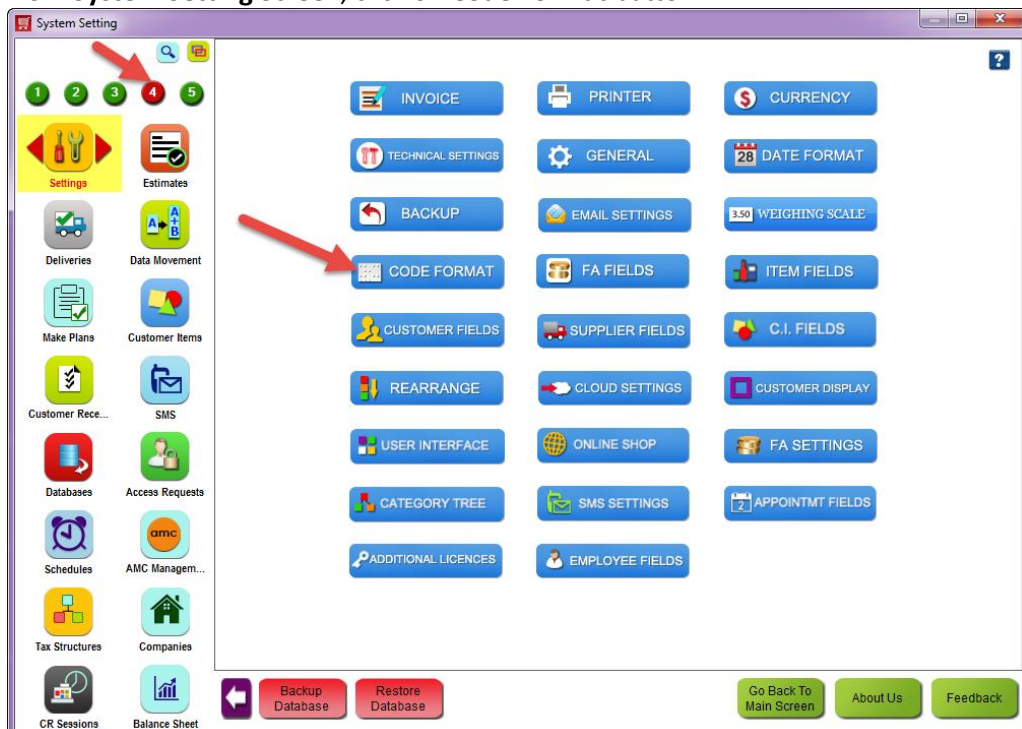 System Setting
1 2 3 4 5
Settings
Estimates
Deliveries
Data Movement
Make Plans
Customer Items
Customer Rece...
SMS
Databases
Access Requests
Schedules
amc
AMC Managem...
Tax Structures
Companies
CR Sessions
Balance Sheet
A
A
+
B
B
?
INVOICE
PRINTER
$ CURRENCY
TECHNICAL SETTINGS
GENERAL
28 DATE FORMAT
BACKUP
EMAIL SETTINGS
3.50 WEIGHING SCALE
CODE FORMAT
FA FIELDS
ITEM FIELDS
CUSTOMER FIELDS
SUPPLIER FIELDS
C.I. FIELDS
REARRANGE
CLOUD SETTINGS
CUSTOMER DISPLAY
USER INTERFACE
ONLINE SHOP
FA SETTINGS
CATEGORY TREE
SMS SETTINGS
2 APPOINTMT FIELDS
ADDITIONAL LICENCES
EMPLOYEE FIELDS
Backup
Database
Restore
Database
Go Back To
Main Screen
About Us
Feedback